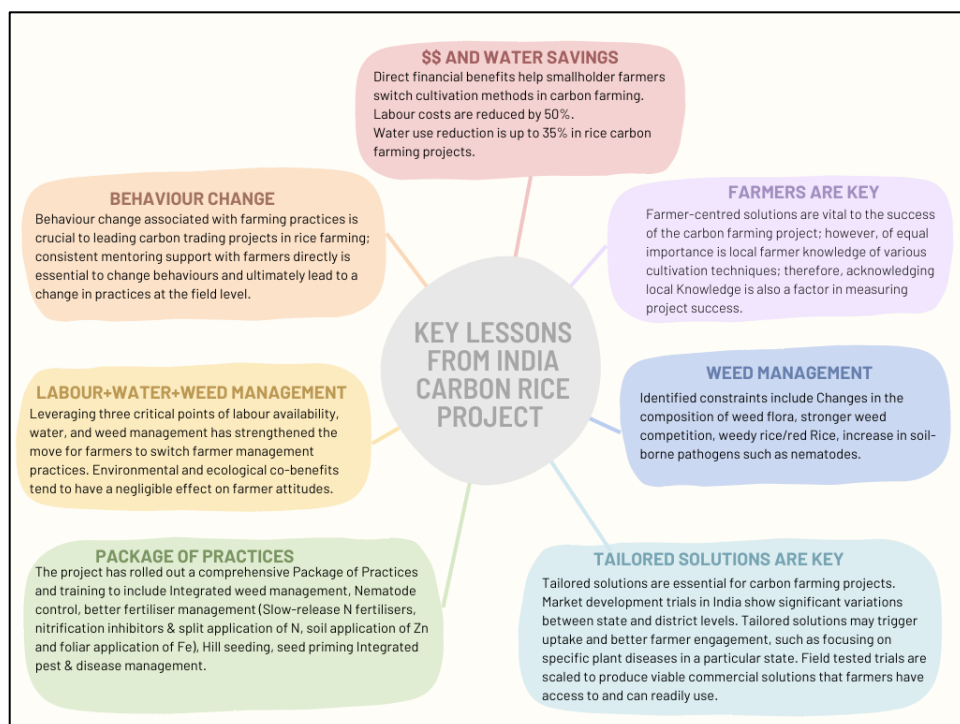 $$ AND WATER SAVINGS
Direct financial benefits help smallholder farmers
switch cultivation methods in carbon farming.
Labour costs are reduced by 50%.
Water use reduction is up to 35% in rice carbon
farming projects.
BEHAVIOUR CHANGE
Behaviour change associated with farming practices is
crucial to leading carbon trading projects in rice farming;
consistent mentoring support with farmers directly is
essential to change behaviours and ultimately lead to a
change in practices at the field level.
FARMERS ARE KEY
Farmer-centred solutions are vital to the success
of the carbon farming project; however, of equal
importance is local farmer knowledge of various
cultivation techniques; therefore, acknowledging
local Knowledge is also a factor in measuring
project success.
KEY LESSONS
FROM INDIA
CARBON RICE
PROJECT
LABOUR+WATER+WEED MANAGEMENT
Leveraging three critical points of labour availability,
water, and weed management has strengthened the
move for farmers to switch farmer management
practices. Environmental and ecological co-benefits
tend to have a negligible effect on farmer attitudes.
WEED MANAGEMENT
Identified constraints include Changes in the
composition of weed flora, stronger weed
competition, weedy rice/red Rice, increase in soil-
borne pathogens such as nematodes.
PACKAGE OF PRACTICES
The project has rolled out a comprehensive Package of Practices
and training to include Integrated weed management, Nematode
control, better fertiliser management (Slow-release N fertilisers,
nitrification inhibitors & split application of N, soil application of Zn
and foliar application of Fe), Hill seeding, seed priming Integrated
pest & disease management.
TAILORED SOLUTIONS ARE KEY
Tailored solutions are essential for carbon farming projects.
Market development trials in India show significant variations
between state and district levels. Tailored solutions may trigger
uptake and better farmer engagement, such as focusing on
specific plant diseases in a particular state. Field tested trials are
scaled to produce viable commercial solutions that farmers have
access to and can readily use.